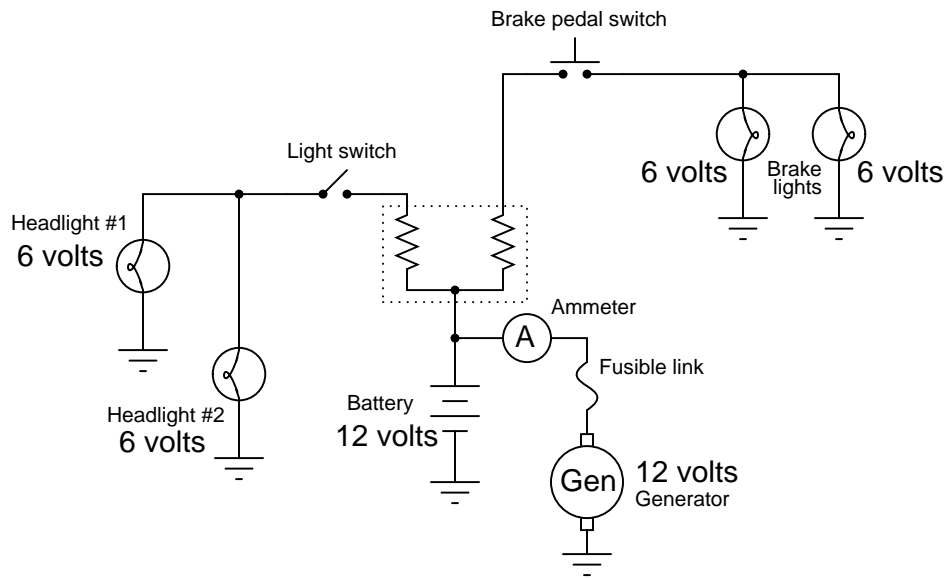 Brake pedal switch
Light switch
6 volts
Brake
lights
6 volts
Headlight #1
6 volts
Ammeter
A
Fusible link
Headlight #2
6 volts
Battery
12 volts
Gen
12 volts
Generator